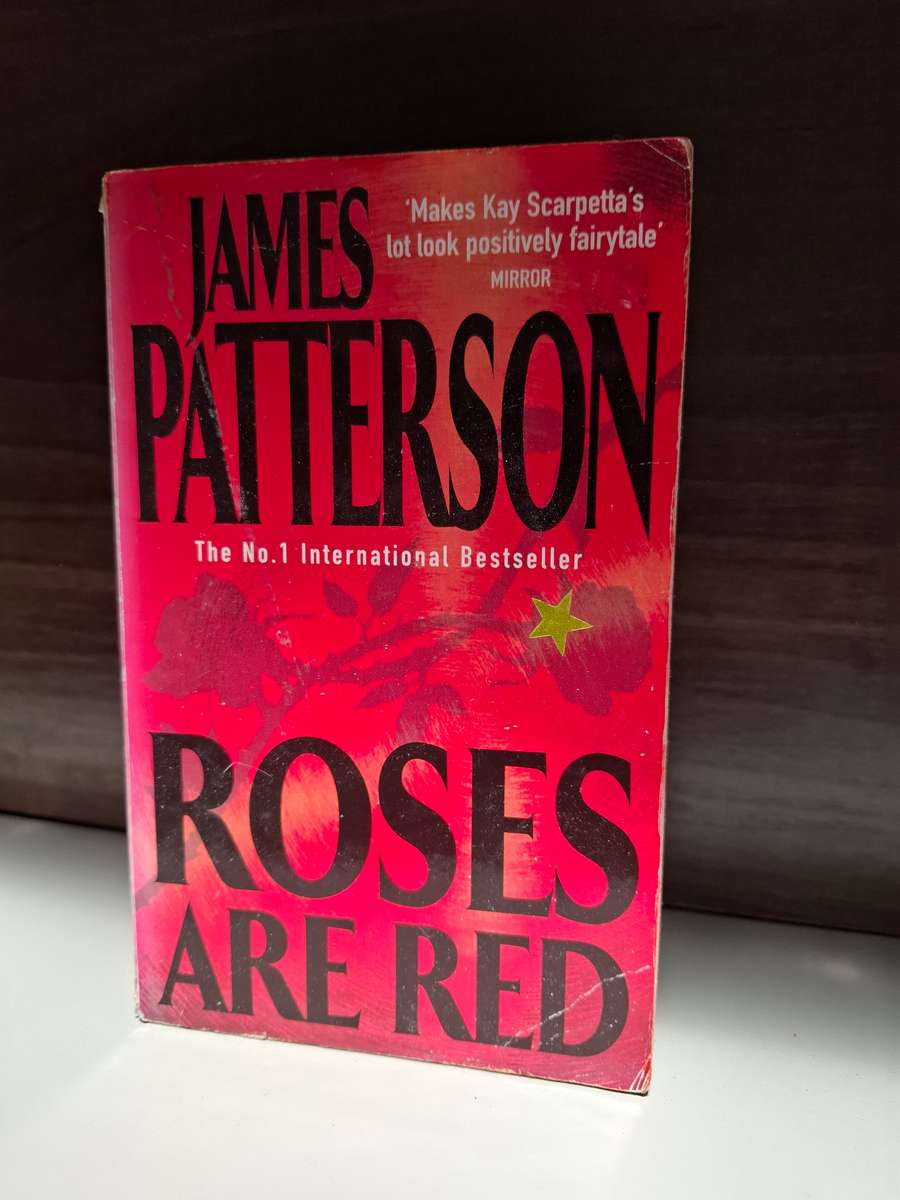 JAMES
'Makes Kay Scarpetta's
lot look positively fairytale'
MIRROR
PATTERSON
The No.1 International Bestseller
ROSES
ARE RED